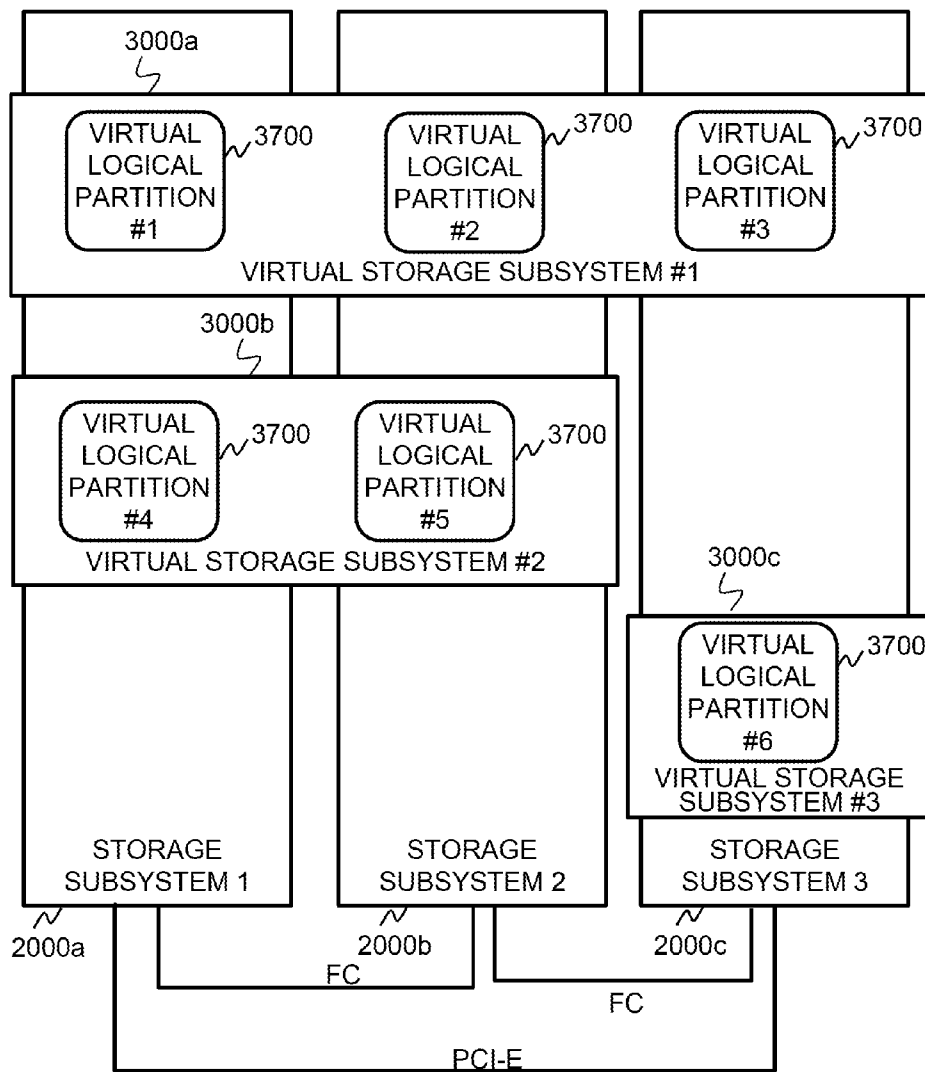 3000a
VIRTUAL
LOGICAL
PARTITION
#1
3700
VIRTUAL
LOGICAL
PARTITION
#2
3700
VIRTUAL
LOGICAL
PARTITION
#3
3700
VIRTUAL STORAGE SUBSYSTEM #1
3000b
VIRTUAL
LOGICAL
PARTITION
#4
3700
VIRTUAL
LOGICAL
PARTITION
#5
3700
VIRTUAL STORAGE SUBSYSTEM #2
3000c
VIRTUAL
LOGICAL
PARTITION
#6
3700
VIRTUAL STORAGE
SUBSYSTEM #3
STORAGE
SUBSYSTEM 1
STORAGE
SUBSYSTEM 2
STORAGE
SUBSYSTEM 3
2000a
2000b
2000c
FC
FC
PCI-E